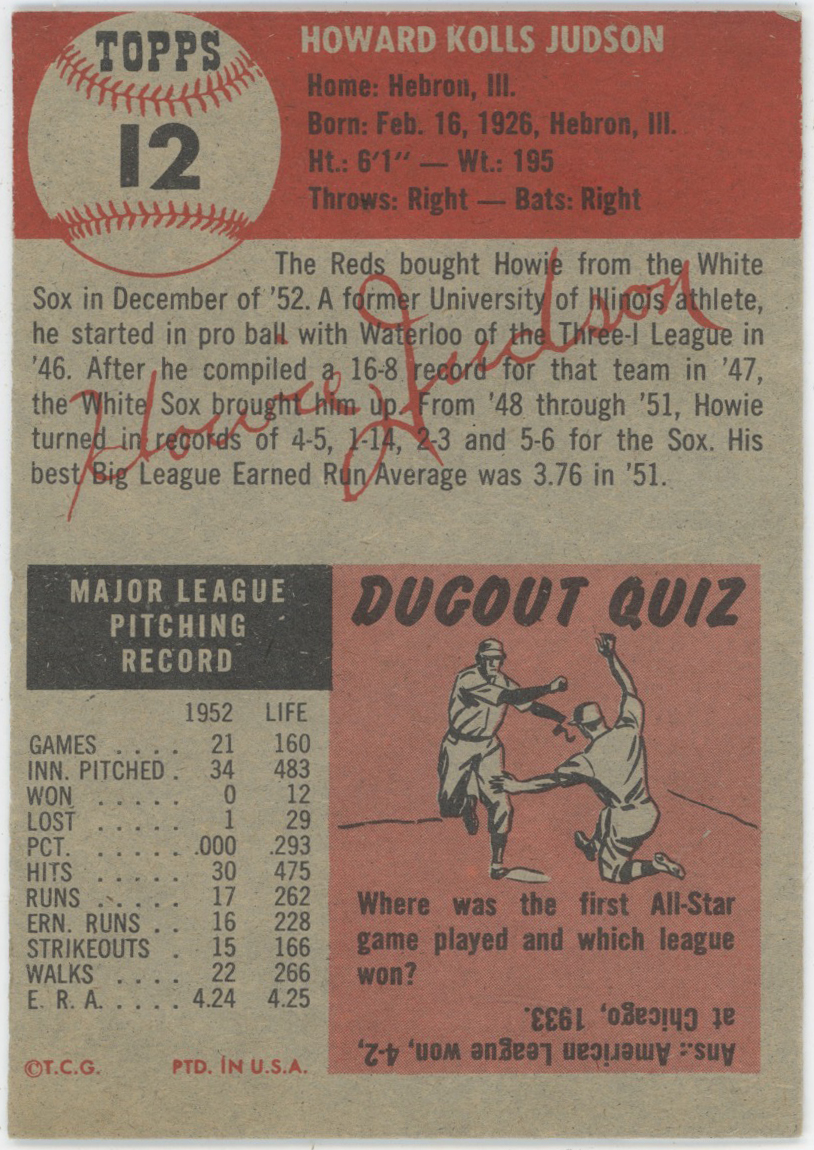 TOPPS
12
HOWARD KOLLS JUDSON
Home: Hebron, Ill.
Born: Feb. 16, 1926, Hebron, Ill.
Ht.: 6'1" — Wt.: 195
Throws: Right — Bats: Right
The Reds bought Howie from the White
Sox in December of '52. A former University of Illinois athlete,
he started in pro ball with Waterloo of the Three-I League in
'46. After he compiled a 16-8 record for that team in '47,
the White Sox brought him up. From '48 through '51, Howie
turned in records of 4-5, 1-14, 2-3 and 5-6 for the Sox. His
best Big League Earned Run Average was 3.76 in '51.
Howie Judson
MAJOR LEAGUE
PITCHING
RECORD
1952 LIFE
GAMES . . . . 21 160
INN. PITCHED . 34 483
WON . . . . . 0 12
LOST . . . . . 1 29
PCT. . . . . . .000 .293
HITS . . . . . 30 475
RUNS . . . . . 17 262
ERN. RUNS . . 16 228
STRIKEOUTS . 15 166
WALKS . . . . 22 266
E. R. A. . . . . . 4.24 4.25
©T.C.G. PTD. IN U.S.A.
DUGOUT QUIZ
Where was the first All-Star
game played and which league
won?
Ans.: American League won, 4-2,
at Chicago, 1933.